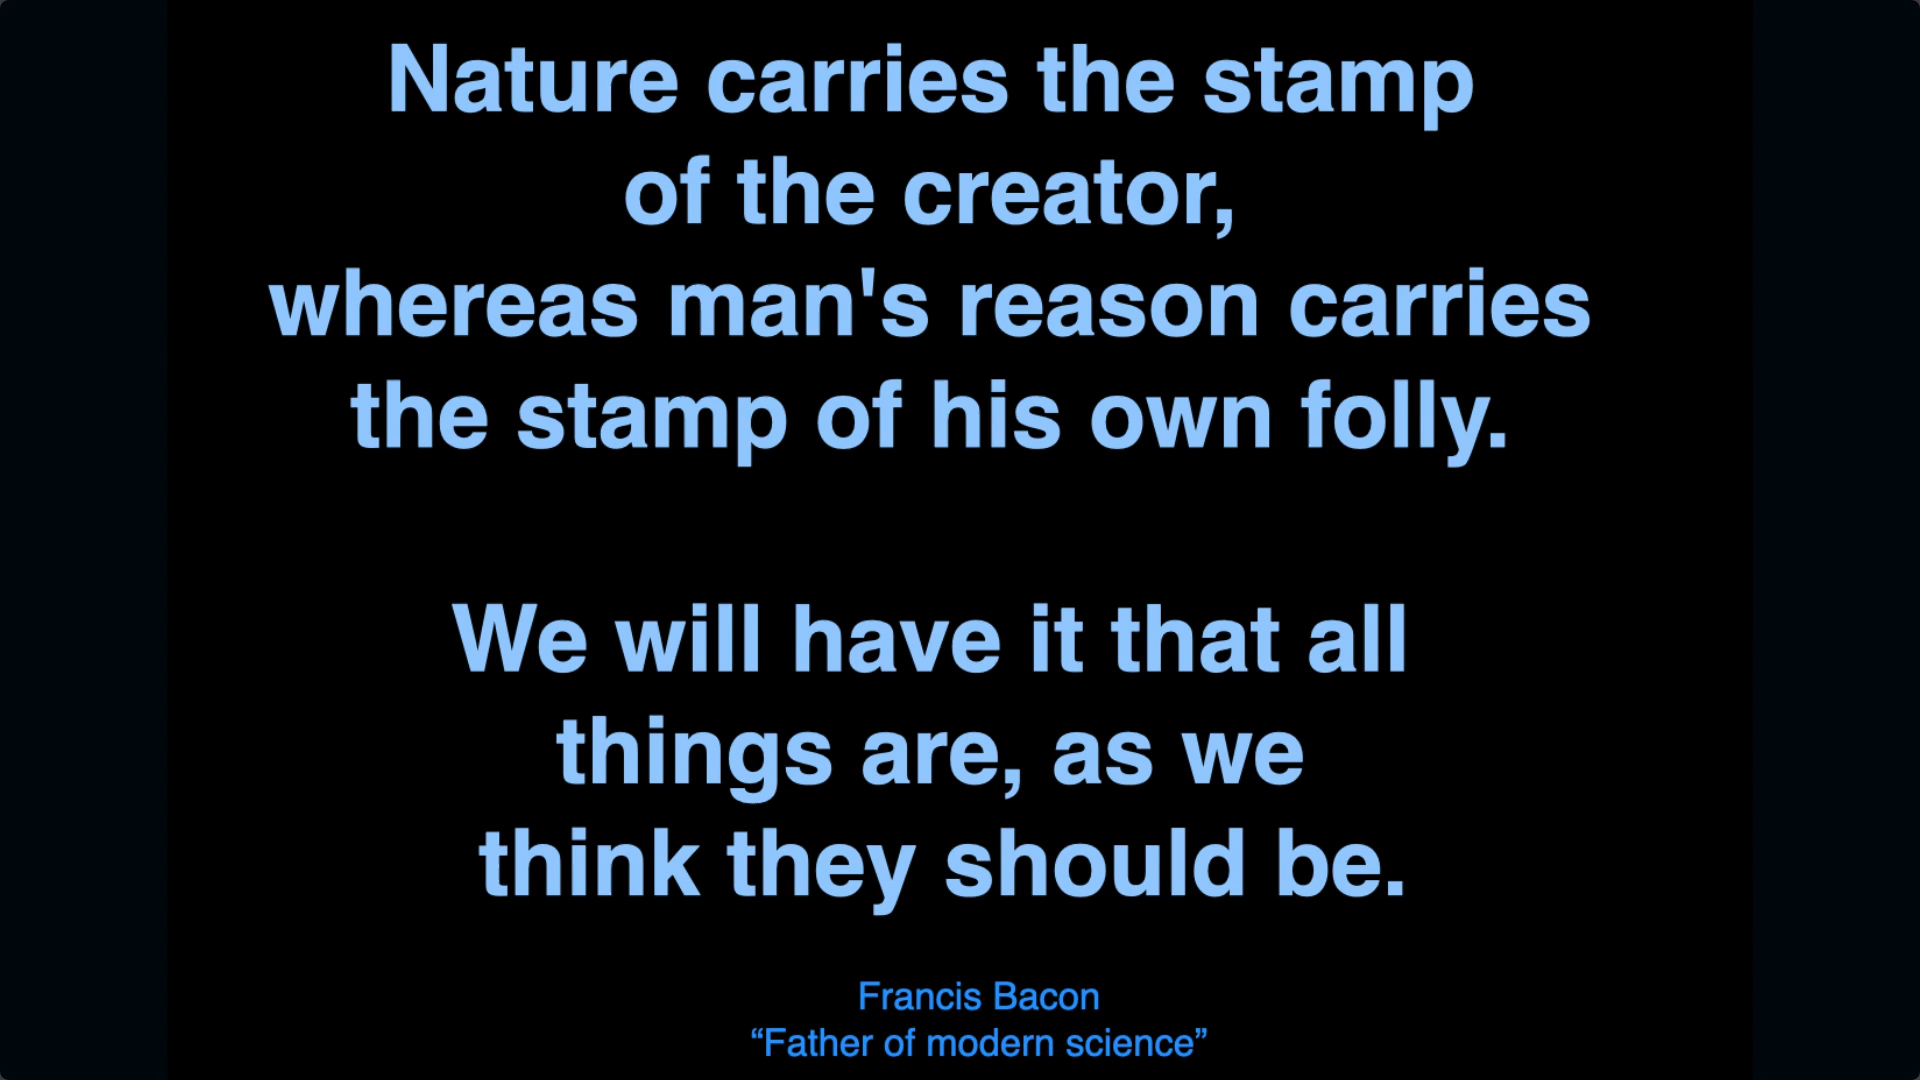 Nature carries the stamp
of the creator,
whereas man's reason carries
the stamp of his own folly.
We will have it that all
things are, as we
think they should be.
Francis Bacon
“Father of modern science”